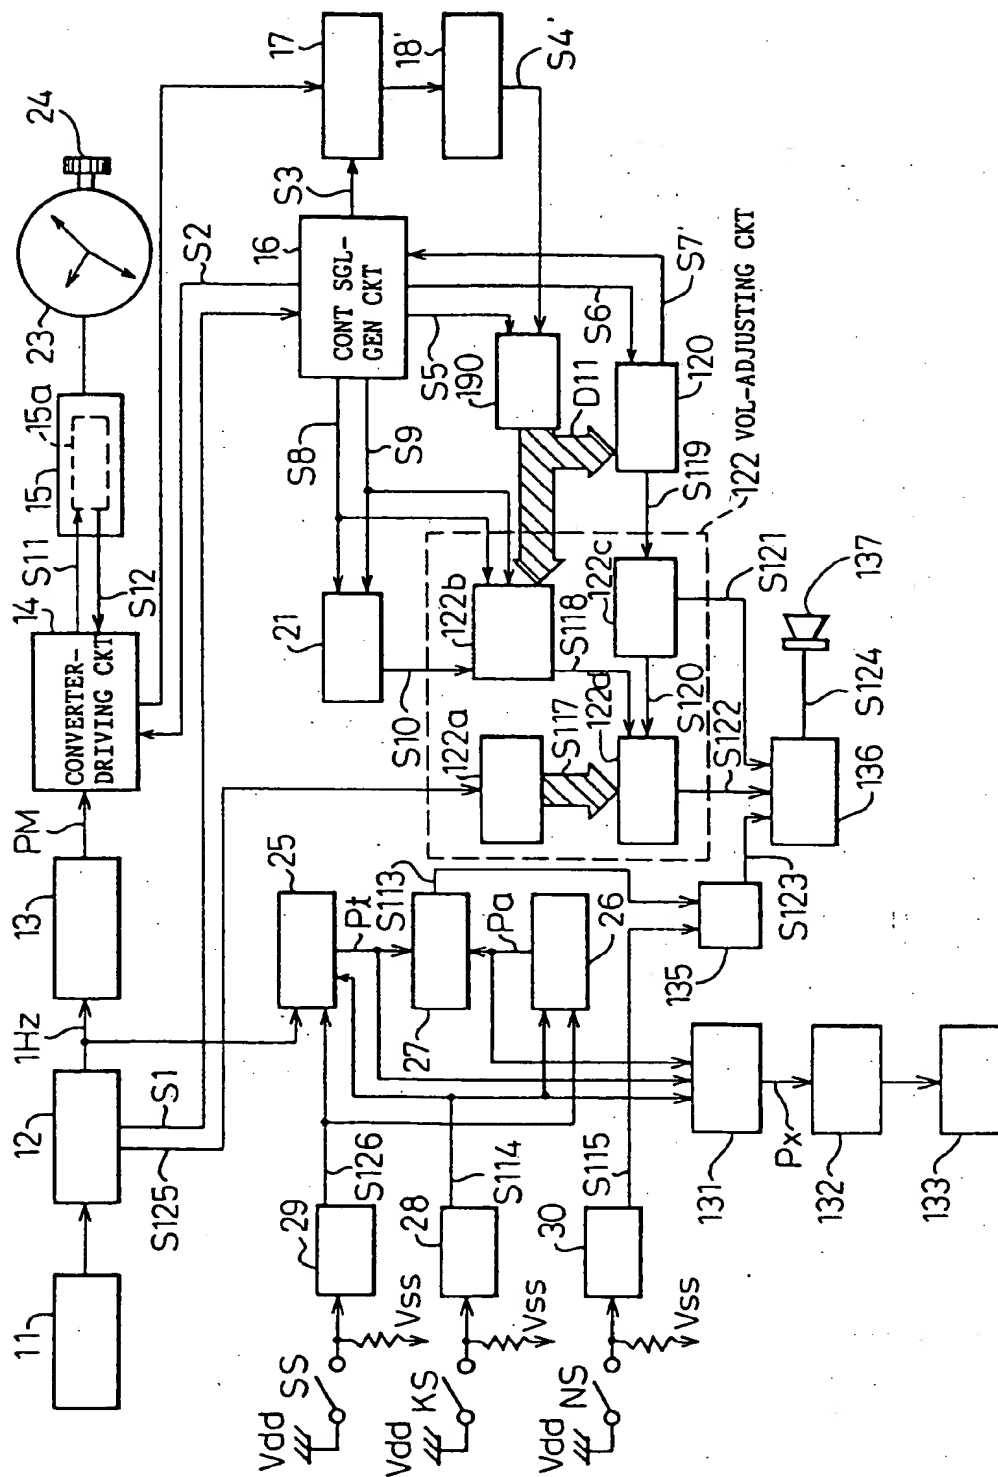 11
12
1Hz
13
PM
14
S11
15
15a
23
24
CONVERTER-
DRIVING CKT
S12
S2
S125
S1
17
18'
S4'
S3
16
CONT SGL-
GEN CKT
S8
S9
S5
S6
S7'
190
D11
120
S119
21
S10
122a
122b
122c
122d
S117
S118
S120
S121
S122
122 VOL-ADJUSTING CKT
137
S124
136
S123
135
25
Pt
S113
27
Pa
26
Vdd
SS
Vss
29
S126
Vdd
KS
Vss
28
S114
Vdd
NS
Vss
30
S115
131
Px
132
133